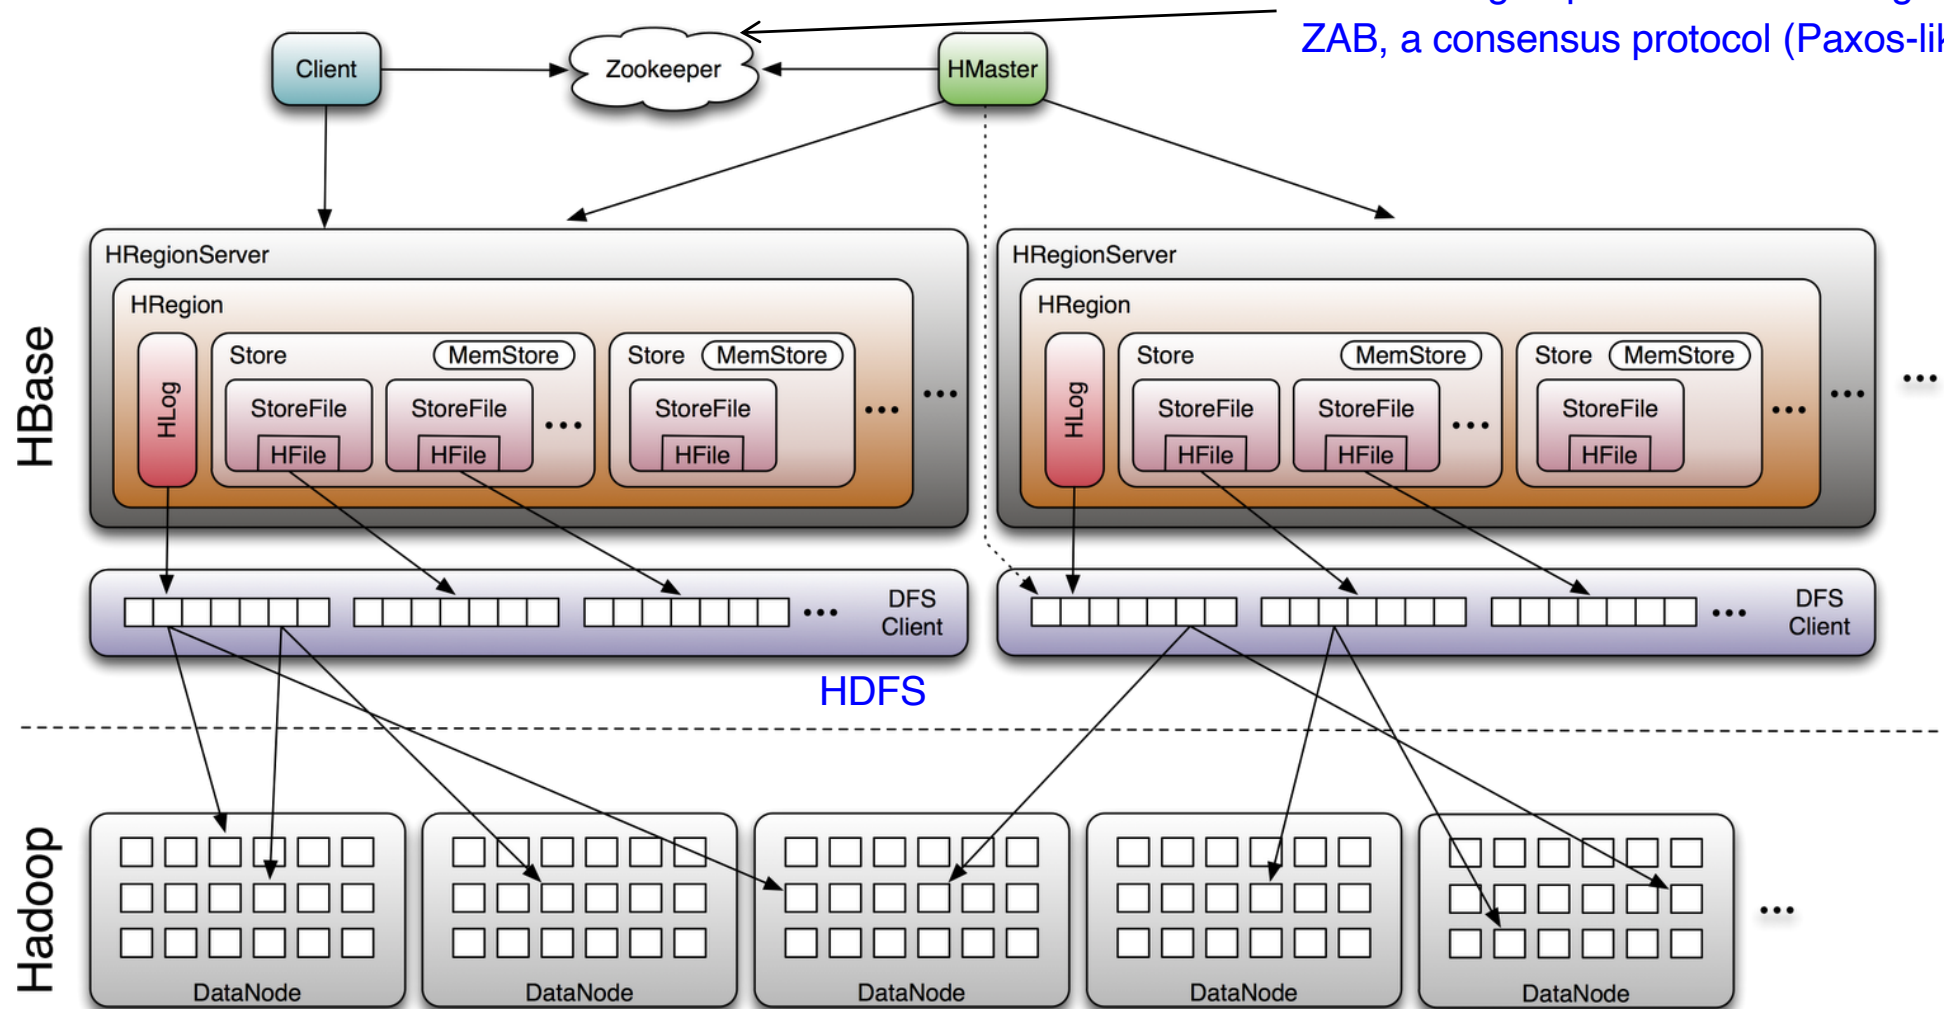 ZAB, a consensus protocol (Paxos-lik
Client
Zookeeper
HMaster
HBase
HRegionServer
HRegion
HLog
Store
MemStore
StoreFile
HFile
StoreFile
HFile
...
Store
MemStore
StoreFile
HFile
...
...
HRegionServer
HRegion
HLog
Store
MemStore
StoreFile
HFile
StoreFile
HFile
...
Store
MemStore
StoreFile
HFile
...
...
...
...
DFS
Client
...
DFS
Client
HDFS
Hadoop
DataNode
DataNode
DataNode
DataNode
DataNode
...